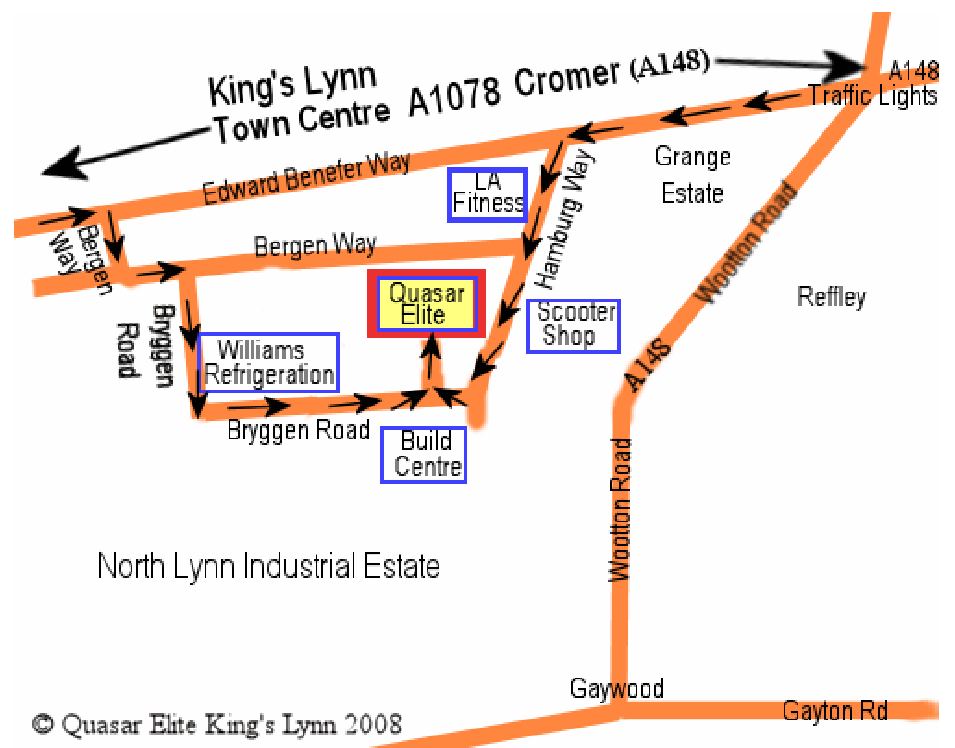 King's Lynn
Town Centre A1078 Cromer (A148)
A148
Traffic Lights
Edward Benefer Way
LA
Fitness
Hamburg Way
Grange
Estate
Bergen
Way
Bergen Way
Wootton Road
Quasar
Elite
Scooter
Shop
Reffley
Bryggen
Road
Williams
Refrigeration
A14S
Bryggen Road
Build
Centre
Wootton Road
North Lynn Industrial Estate
Gaywood
Gayton Rd
© Quasar Elite King's Lynn 2008